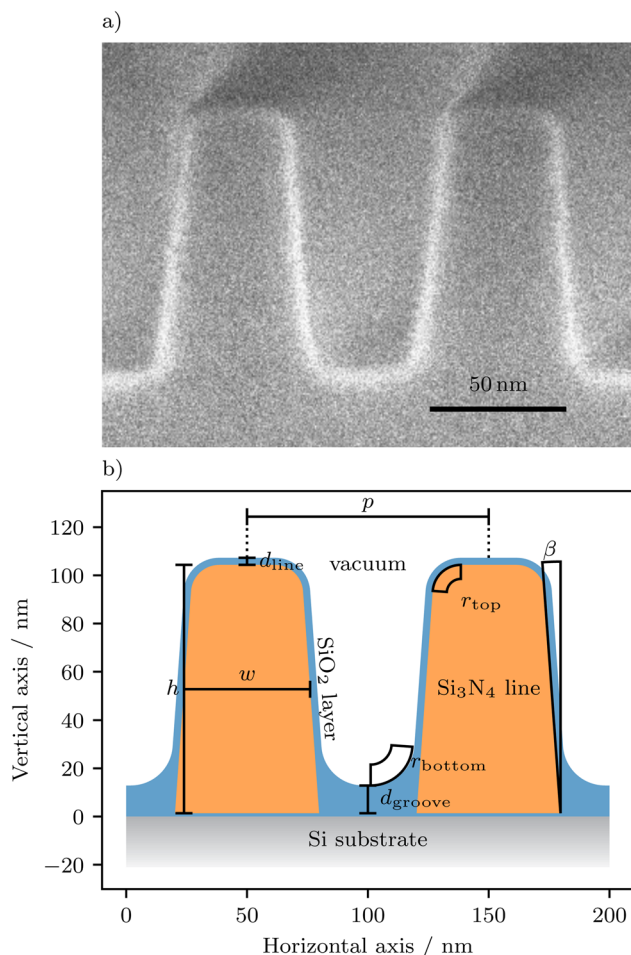 a)
50 nm
b)
p
β
d_line
vacuum
r_top
SiO₂ layer
h
w
Si₃N₄ line
r_bottom
d_groove
Si substrate
120
100
80
60
40
20
0
−20
Vertical axis / nm
0 50 100 150 200
Horizontal axis / nm